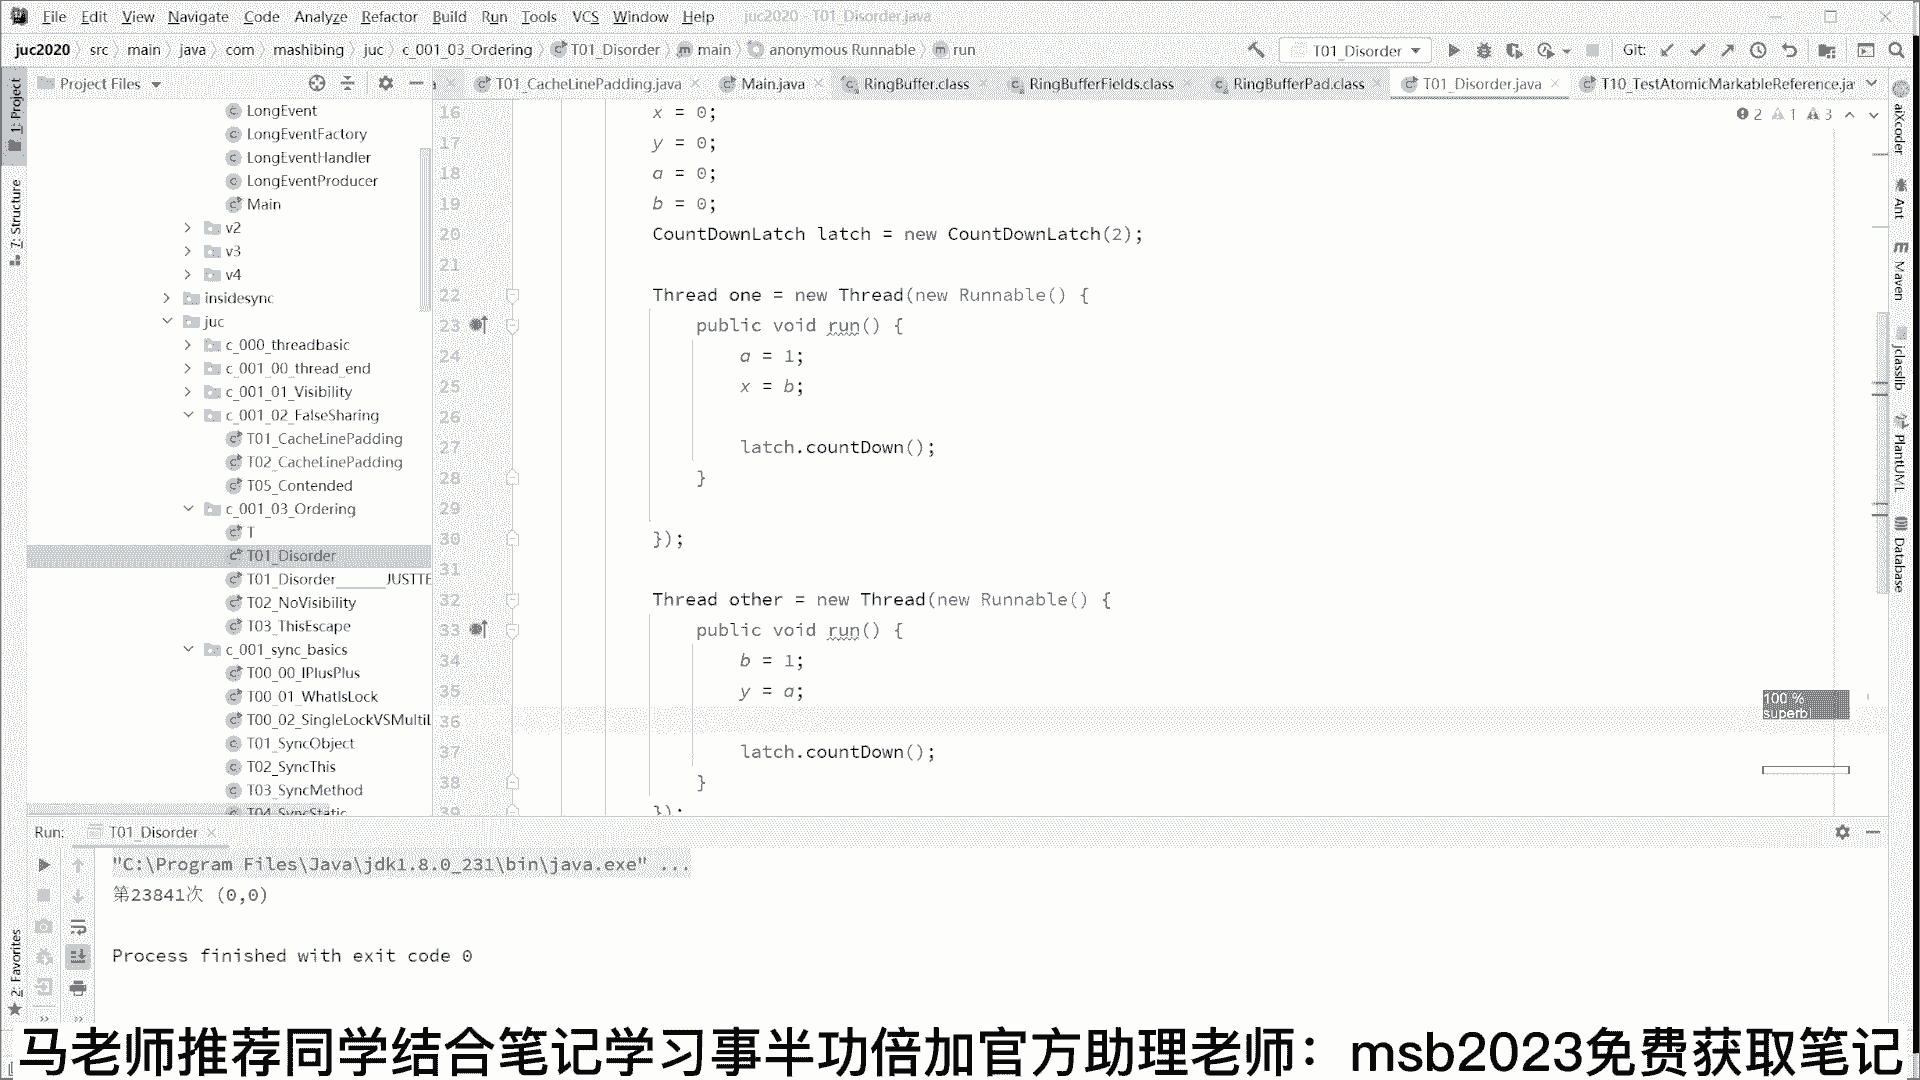 File Edit View Navigate Code Analyze Refactor Build Run Tools VCS Window Help juc2020 - T01_Disorder.java
juc2020 src main java com mashibing juc c_001_03_Ordering T01_Disorder main anonymous Runnable run T01_Disorder Git:
Project Files T01_CacheLinePadding.java Main.java RingBuffer.class RingBufferFields.class RingBufferPad.class T01_Disorder.java T10_TestAtomicMarkableReference.ja
1: Project
7: Structure
2: Favorites
LongEvent
LongEventFactory
LongEventHandler
LongEventProducer
Main
v2
v3
v4
insidesync
juc
c_000_threadbasic
c_001_00_thread_end
c_001_01_Visibility
c_001_02_FalseSharing
T01_CacheLinePadding
T02_CacheLinePadding
T05_Contended
c_001_03_Ordering
T
T01_Disorder
T01_Disorder______JUSTTE
T02_NoVisibility
T03_ThisEscape
c_001_sync_basics
T00_00_IPlusPlus
T00_01_WhatIsLock
T00_02_SingleLockVSMultiL
T01_SyncObject
T02_SyncThis
T03_SyncMethod
T04_SyncStatic
2 1 3
16 x = 0;
17 y = 0;
18 a = 0;
19 b = 0;
20 CountDownLatch latch = new CountDownLatch(2);
21
22 Thread one = new Thread(new Runnable() {
23 public void run() {
24 a = 1;
25 x = b;
26
27 latch.countDown();
28 }
29
30 });
31
32 Thread other = new Thread(new Runnable() {
33 public void run() {
34 b = 1;
35 y = a;
36
37 latch.countDown();
38 }
39 });
100 %
superb!
aiXcoder
Ant
Maven
jclasslib
PlantUML
Database
Run: T01_Disorder
"C:\Program Files\Java\jdk1.8.0_231\bin\java.exe" ...
第23841次 (0,0)
Process finished with exit code 0
马老师推荐同学结合笔记学习事半功倍加官方助理老师：msb2023免费获取笔记